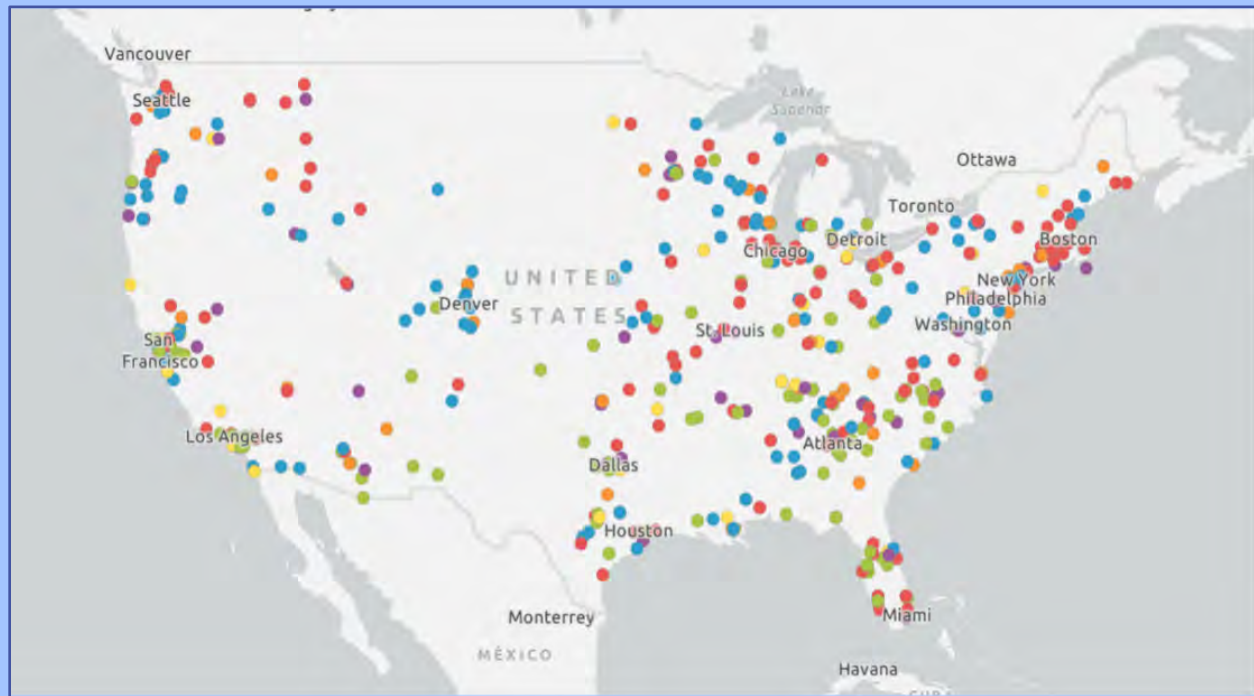 Vancouver
Seattle
Lake
Superior
Ottawa
Toronto
Boston
Detroit
Chicago
New York
Philadelphia
UNITED
STATES
Denver
St. Louis
Washington
San
Francisco
Los Angeles
Atlanta
Dallas
Houston
Monterrey
Miami
MÉXICO
Havana
CUBA